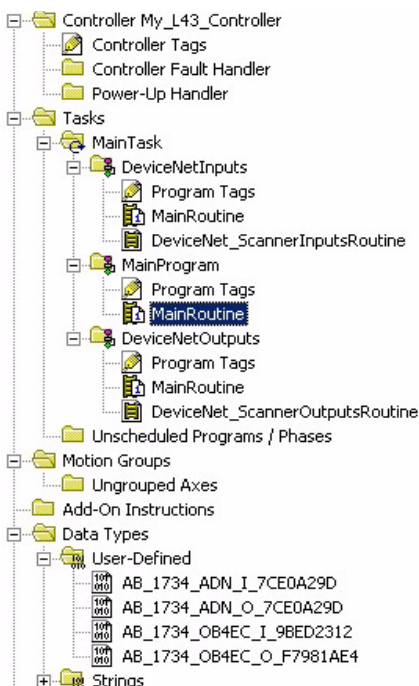 Controller My_L43_Controller
Controller Tags
Controller Fault Handler
Power-Up Handler
Tasks
MainTask
DeviceNetInputs
Program Tags
MainRoutine
DeviceNet_ScannerInputsRoutine
MainProgram
Program Tags
MainRoutine
DeviceNetOutputs
Program Tags
MainRoutine
DeviceNet_ScannerOutputsRoutine
Unscheduled Programs / Phases
Motion Groups
Ungrouped Axes
Add-On Instructions
Data Types
User-Defined
AB_1734_ADN_I_7CE0A29D
AB_1734_ADN_O_7CE0A29D
AB_1734_OB4EC_I_9BED2312
AB_1734_OB4EC_O_F7981AE4
Strings